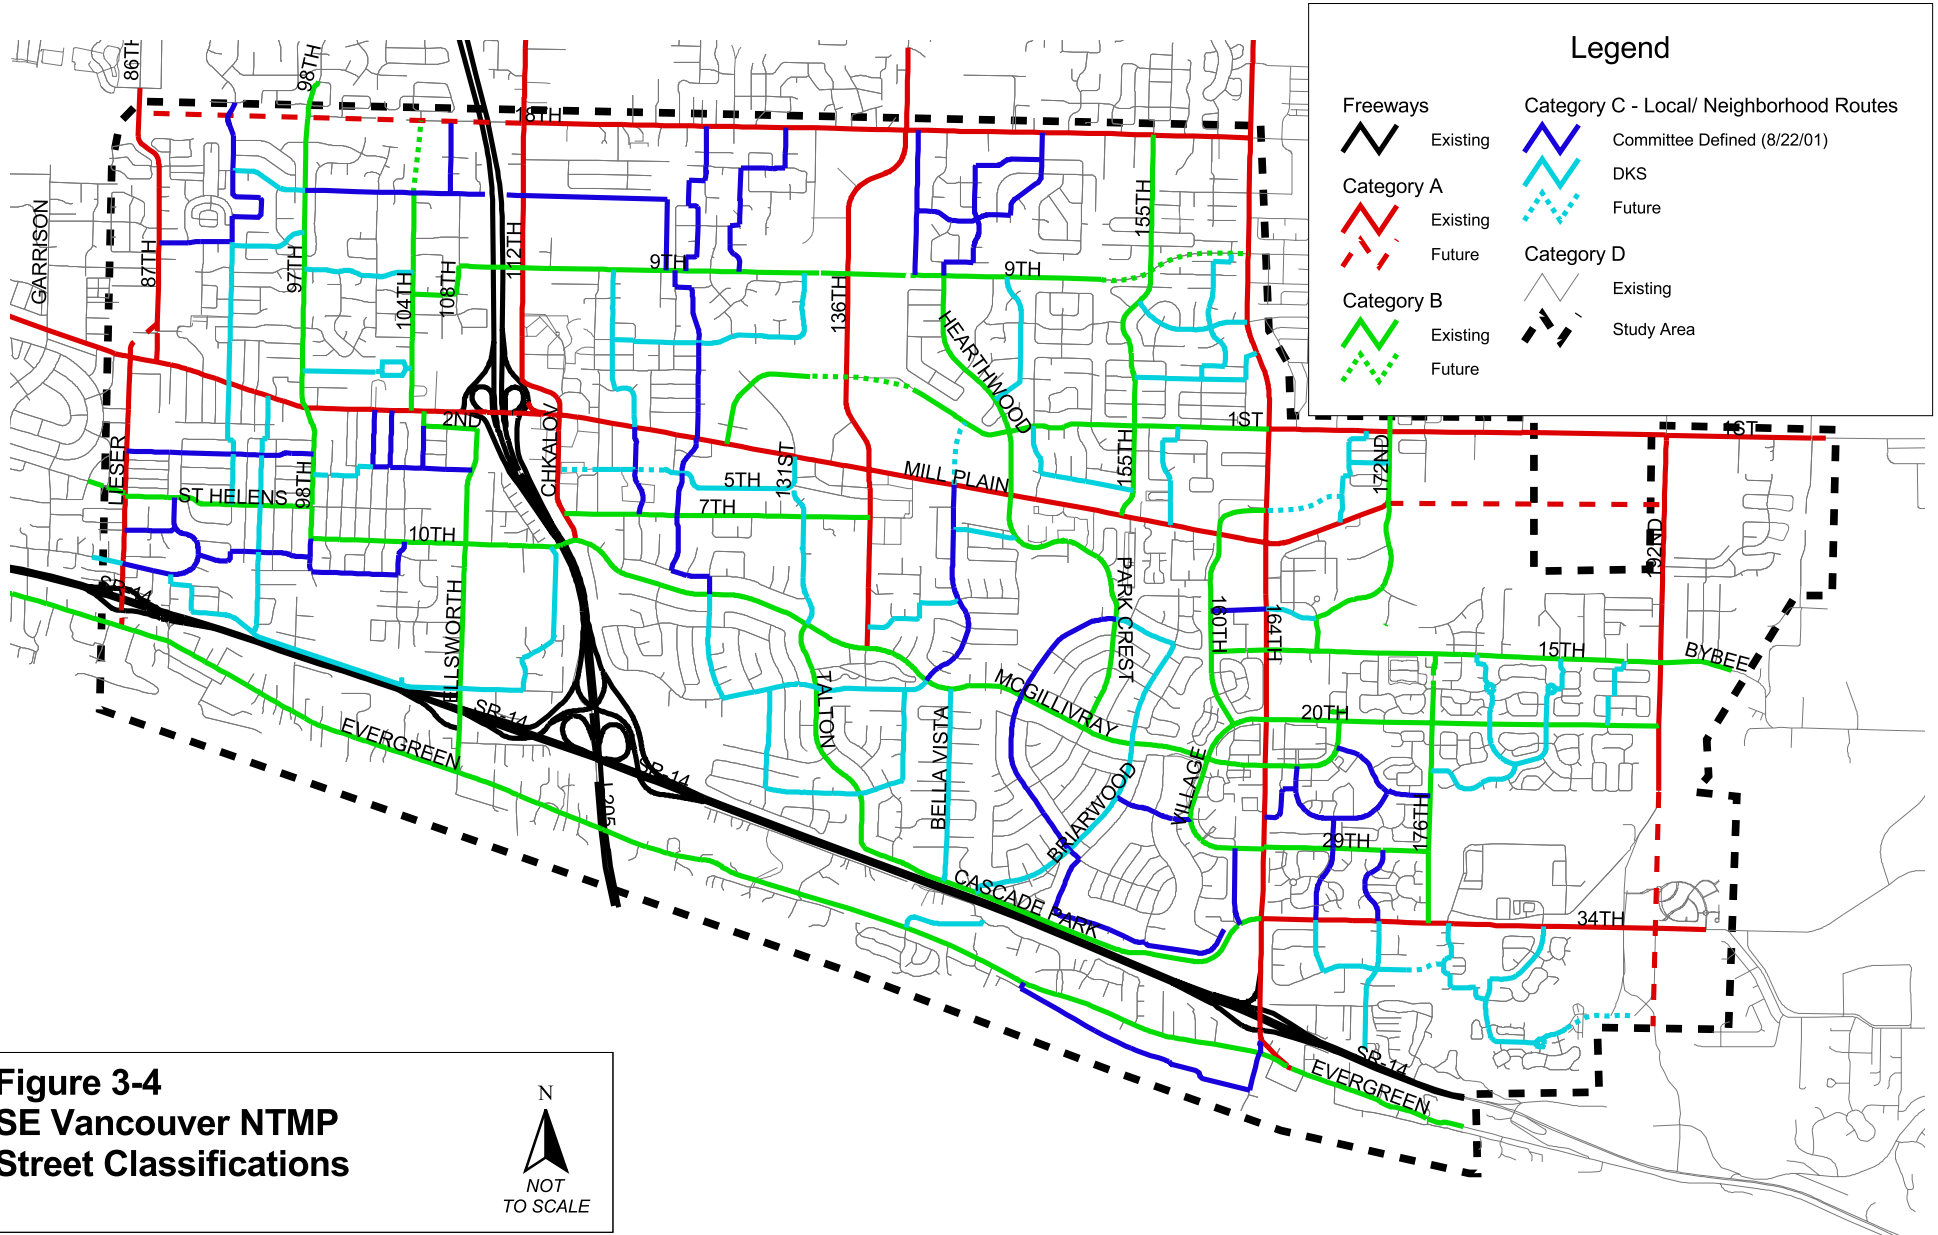 Legend
Freeways
Existing
Category A
Existing
Future
Category B
Existing
Future
Category C - Local/ Neighborhood Routes
Committee Defined (8/22/01)
DKS
Future
Category D
Existing
Study Area
86TH
98TH
18TH
GARRISON
87TH
97TH
104TH
108TH
112TH
9TH
136TH
9TH
155TH
HEARTHWOOD
2ND
CHKALOV
1ST
1ST
LIESER
98TH
ST HELENS
131ST
5TH
7TH
MILL PLAIN
155TH
172ND
192ND
10TH
SR-14
ELLSWORTH
PARK CREST
160TH
164TH
15TH
BYBEE
TALTON
MCGILLIVRAY
20TH
SR-14
EVERGREEN
SR-14
I-205
BELLA VISTA
BRIARWOOD
VILLAGE
176TH
29TH
CASCADE PARK
34TH
SR-14
EVERGREEN
Figure 3-4
SE Vancouver NTMP
Street Classifications
N
NOT
TO SCALE